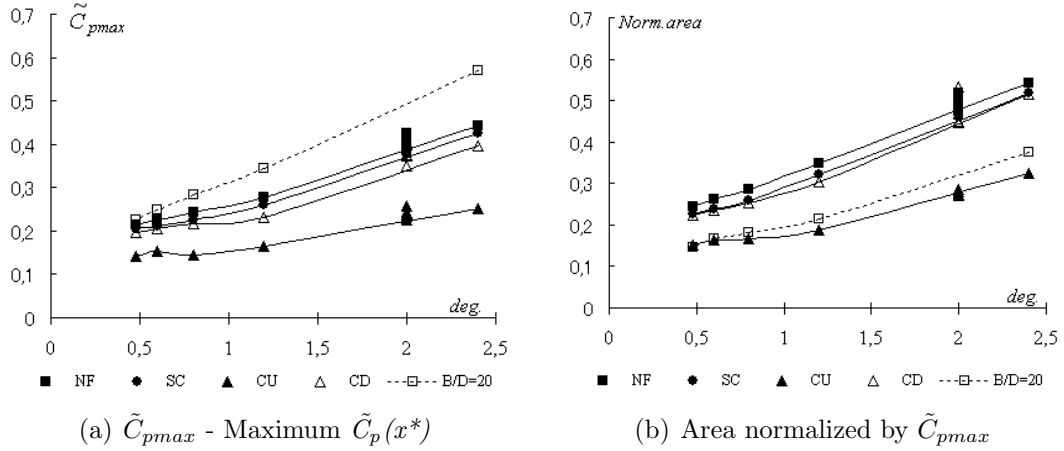 C̃pmax
0,7
0,6
0,5
0,4
0,3
0,2
0,1
0
deg.
0 0,5 1 1,5 2 2,5
NF SC CU CD B/D=20
(a) C̃pmax - Maximum C̃p(x*)
Norm.area
0,7
0,6
0,5
0,4
0,3
0,2
0,1
0
deg.
0 0,5 1 1,5 2 2,5
NF SC CU CD B/D=20
(b) Area normalized by C̃pmax